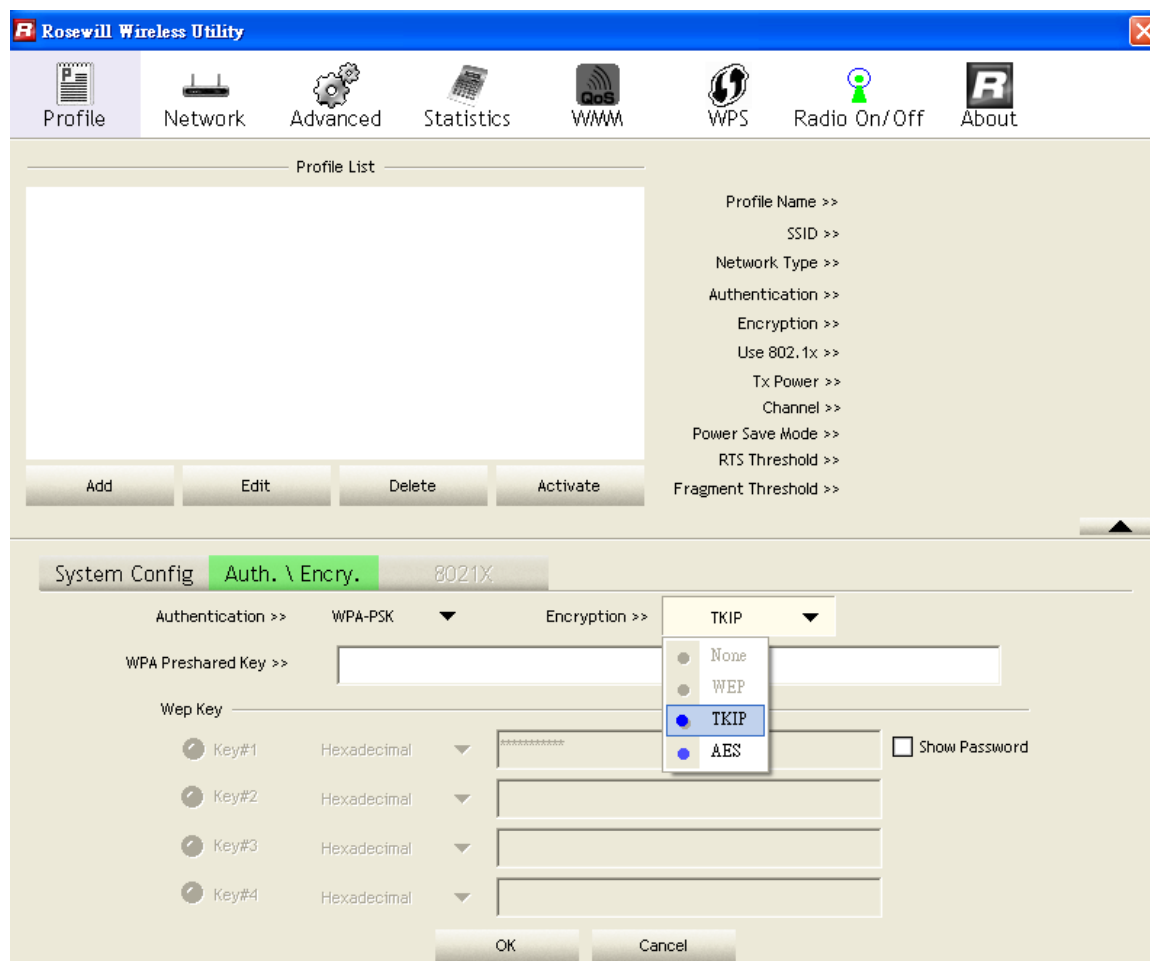 R Rosewill Wireless Utility
P
QoS
R
Profile Network Advanced Statistics WMM WPS Radio On/Off About
Profile List
Profile Name >>
SSID >>
Network Type >>
Authentication >>
Encryption >>
Use 802.1x >>
Tx Power >>
Channel >>
Power Save Mode >>
RTS Threshold >>
Fragment Threshold >>
Add Edit Delete Activate
System Config Auth. \ Encry. 8021X
Authentication >> WPA-PSK Encryption >> TKIP
None
WEP
TKIP
AES
WPA Preshared Key >>
Wep Key
Key#1 Hexadecimal *********** Show Password
Key#2 Hexadecimal
Key#3 Hexadecimal
Key#4 Hexadecimal
OK Cancel